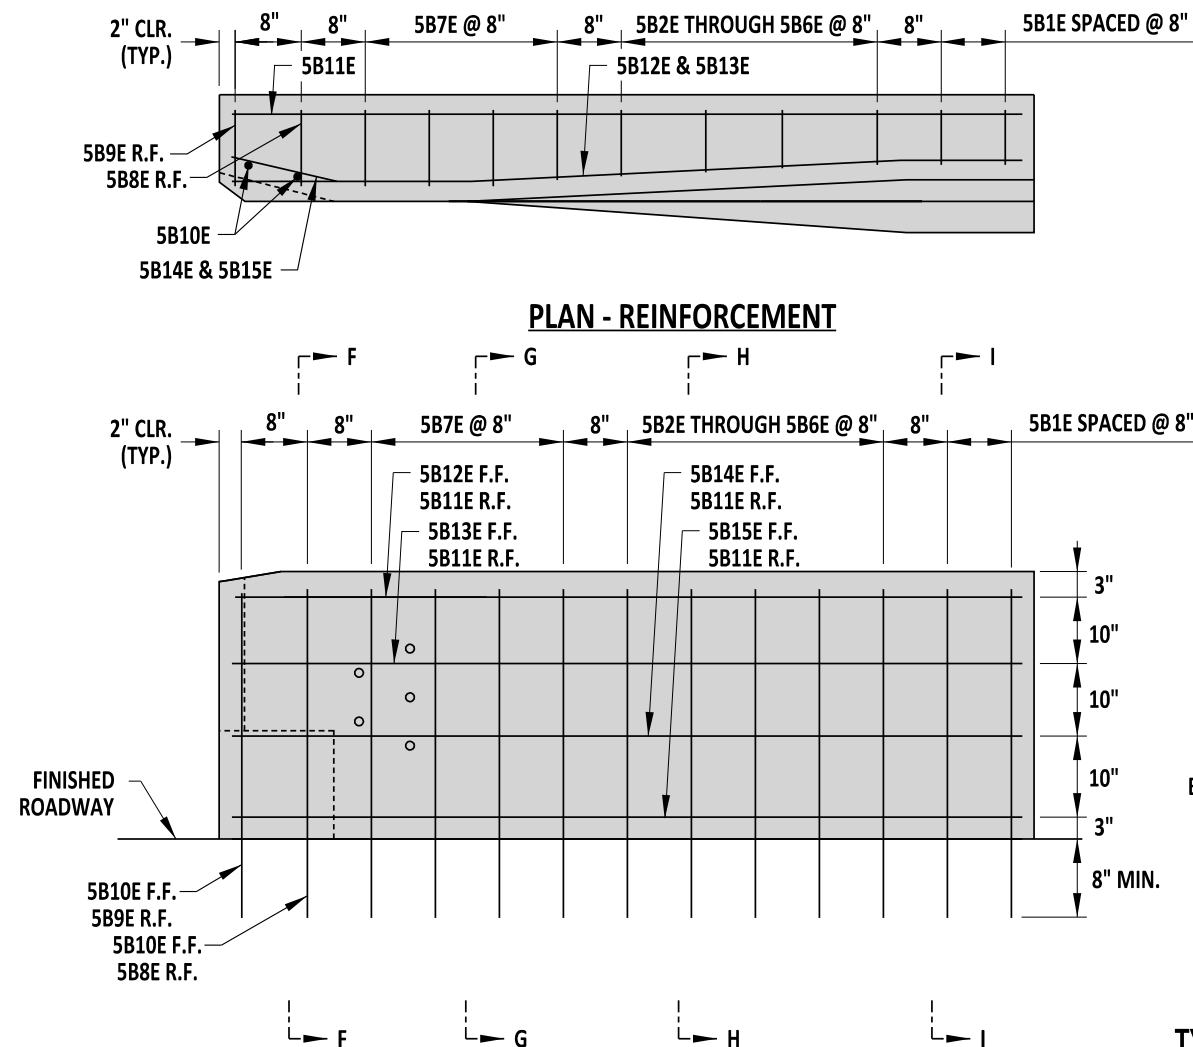 2" CLR.
(TYP.)
8"
8"
5B7E @ 8"
8"
5B2E THROUGH 5B6E @ 8"
8"
5B1E SPACED @ 8"
5B11E
5B12E & 5B13E
5B9E R.F.
5B8E R.F.
5B10E
5B14E & 5B15E
PLAN - REINFORCEMENT
F
G
H
I
2" CLR.
(TYP.)
8"
8"
5B7E @ 8"
8"
5B2E THROUGH 5B6E @ 8"
8"
5B1E SPACED @ 8"
5B12E F.F.
5B11E R.F.
5B13E F.F.
5B11E R.F.
5B14E F.F.
5B11E R.F.
5B15E F.F.
5B11E R.F.
3"
10"
10"
10"
3"
8" MIN.
FINISHED
ROADWAY
5B10E F.F.
5B9E R.F.
5B10E F.F.
5B8E R.F.
F
G
H
I